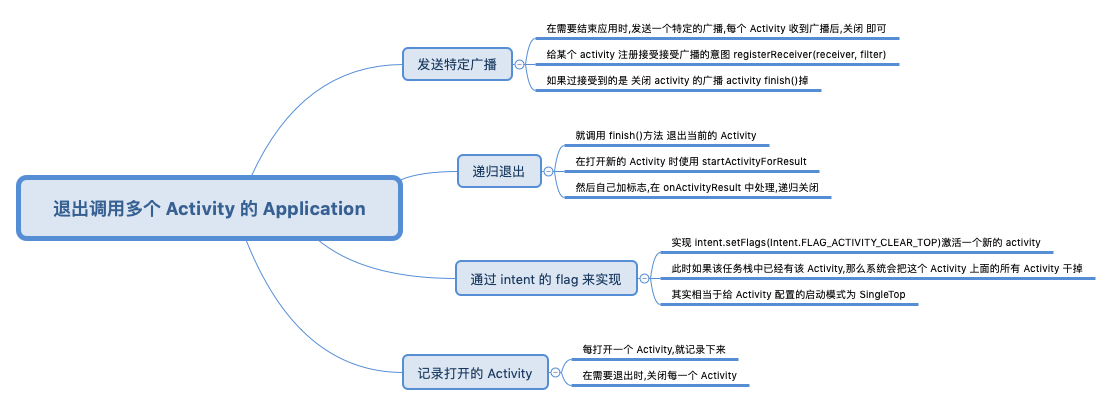 退出调用多个 Activity 的 Application
发送特定广播
在需要结束应用时,发送一个特定的广播,每个 Activity 收到广播后,关闭 即可
给某个 activity 注册接受接受广播的意图 registerReceiver(receiver, filter)
如果过接受到的是 关闭 activity 的广播 activity finish()掉
递归退出
就调用 finish()方法 退出当前的 Activity
在打开新的 Activity 时使用 startActivityForResult
然后自己加标志,在 onActivityResult 中处理,递归关闭
通过 intent 的 flag 来实现
实现 intent.setFlags(Intent.FLAG_ACTIVITY_CLEAR_TOP)激活一个新的 activity
此时如果该任务栈中已经有该 Activity,那么系统会把这个 Activity 上面的所有 Activity 干掉
其实相当于给 Activity 配置的启动模式为 SingleTop
记录打开的 Activity
每打开一个 Activity,就记录下来
在需要退出时,关闭每一个 Activity